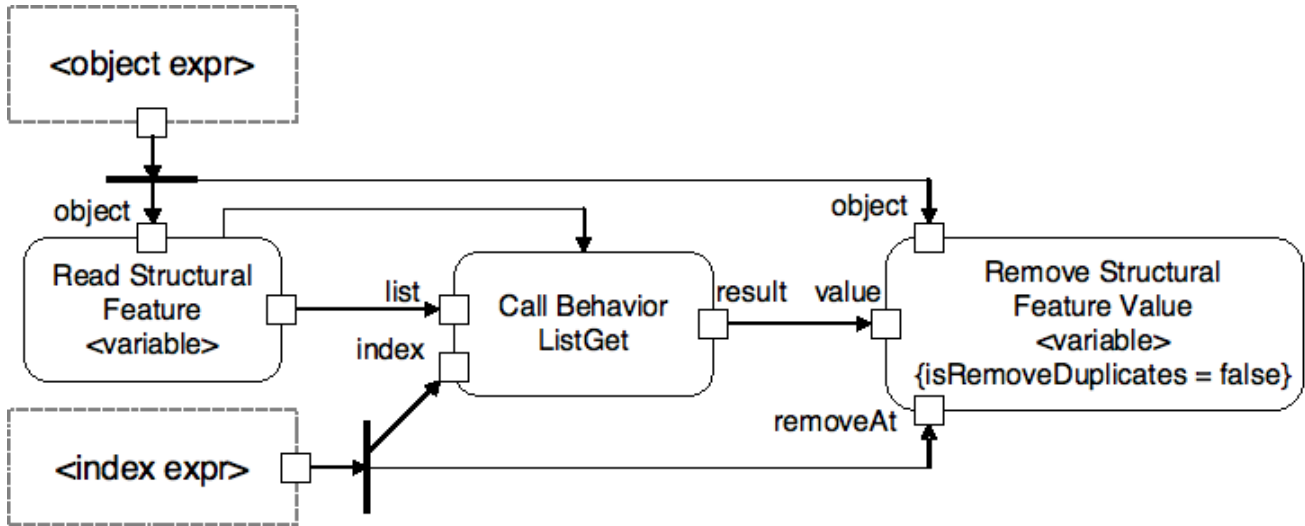 <object expr>
object
object
Read Structural
Feature
<variable>
list
index
Call Behavior
ListGet
result
value
Remove Structural
Feature Value
<variable>
{isRemoveDuplicates = false}
removeAt
<index expr>